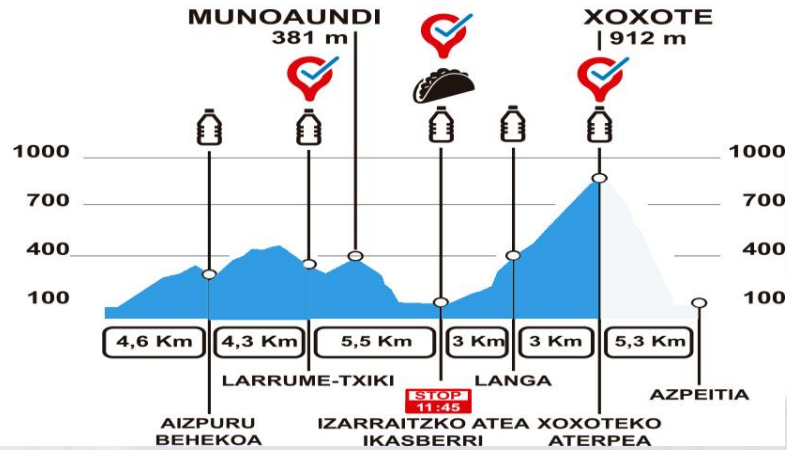 MUNOAUNDI
381 m
XOXOTE
912 m
1000
1000
700
700
400
400
100
100
4,6 Km
4,3 Km
5,5 Km
3 Km
3 Km
5,3 Km
LARRUME-TXIKI
LANGA
AZPEITIA
STOP
11:45
AIZPURU
BEHEKOA
IZARRAITZKO ATEA
IKASBERRI
XOXOTEKO
ATERPEA